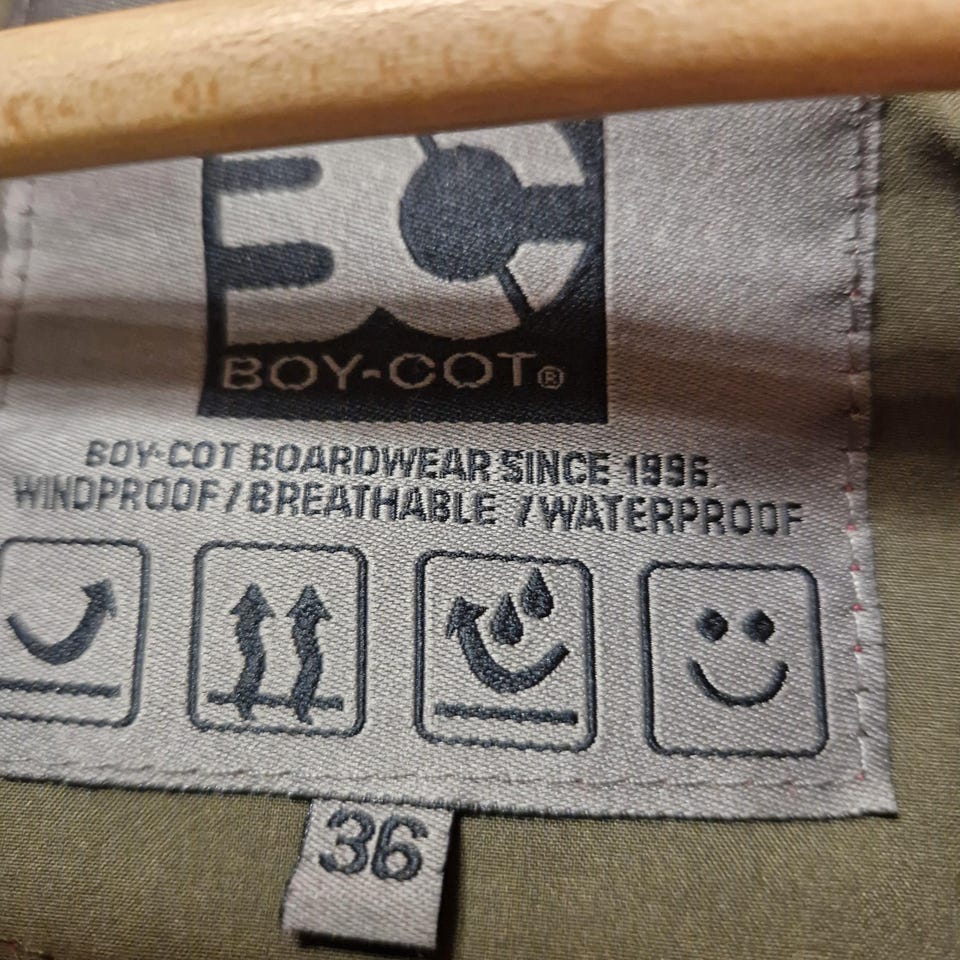 BOY-COT®
BOY-COT BOARDWEAR SINCE 1996.
WINDPROOF/BREATHABLE /WATERPROOF
36